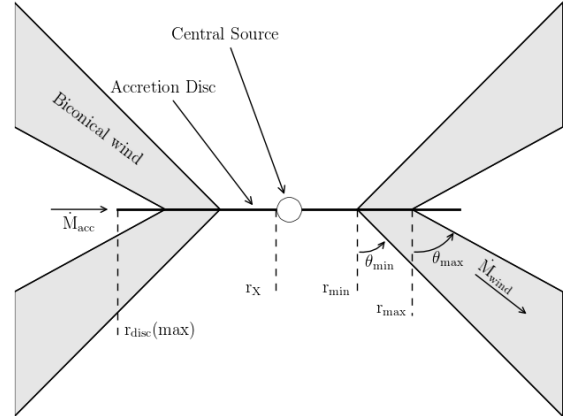 Central Source
Accretion Disc
Biconical wind
Ṁacc
θmin
θmax
Ṁwind
rX
rmin
rmax
rdisc(max)